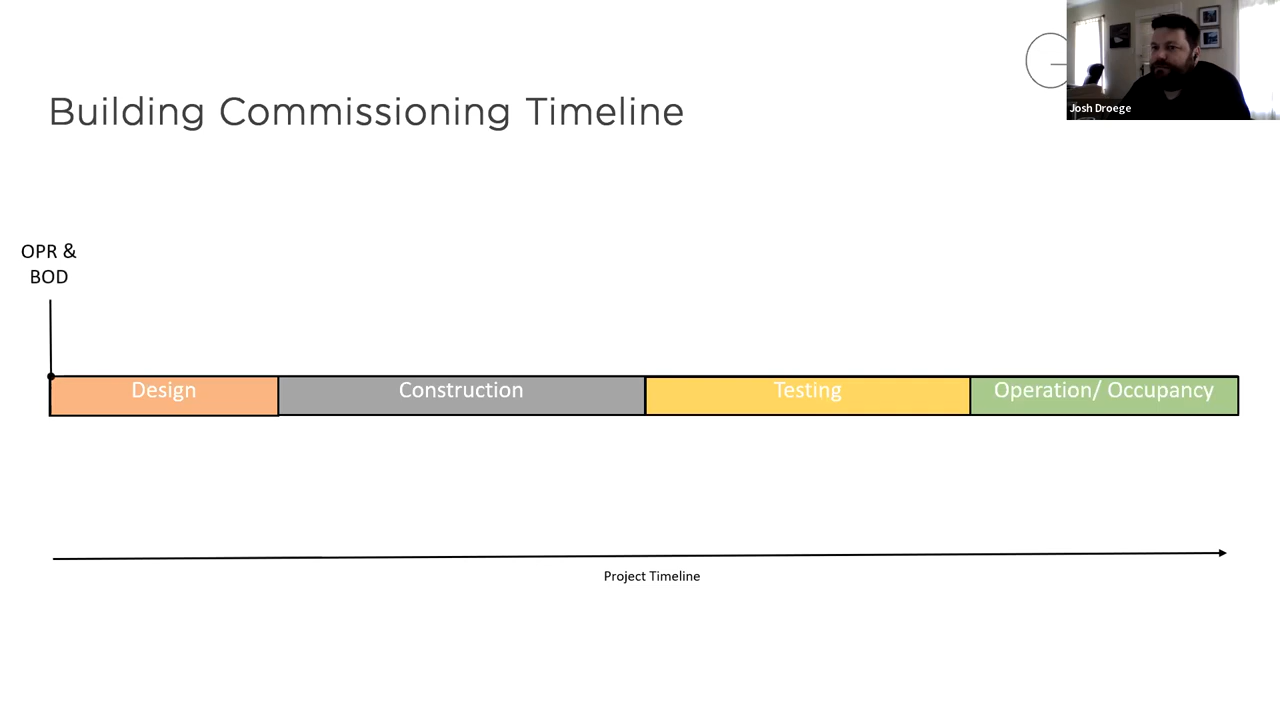 Josh Droege
Building Commissioning Timeline
OPR &
BOD
Design
Construction
Testing
Operation/ Occupancy
Project Timeline